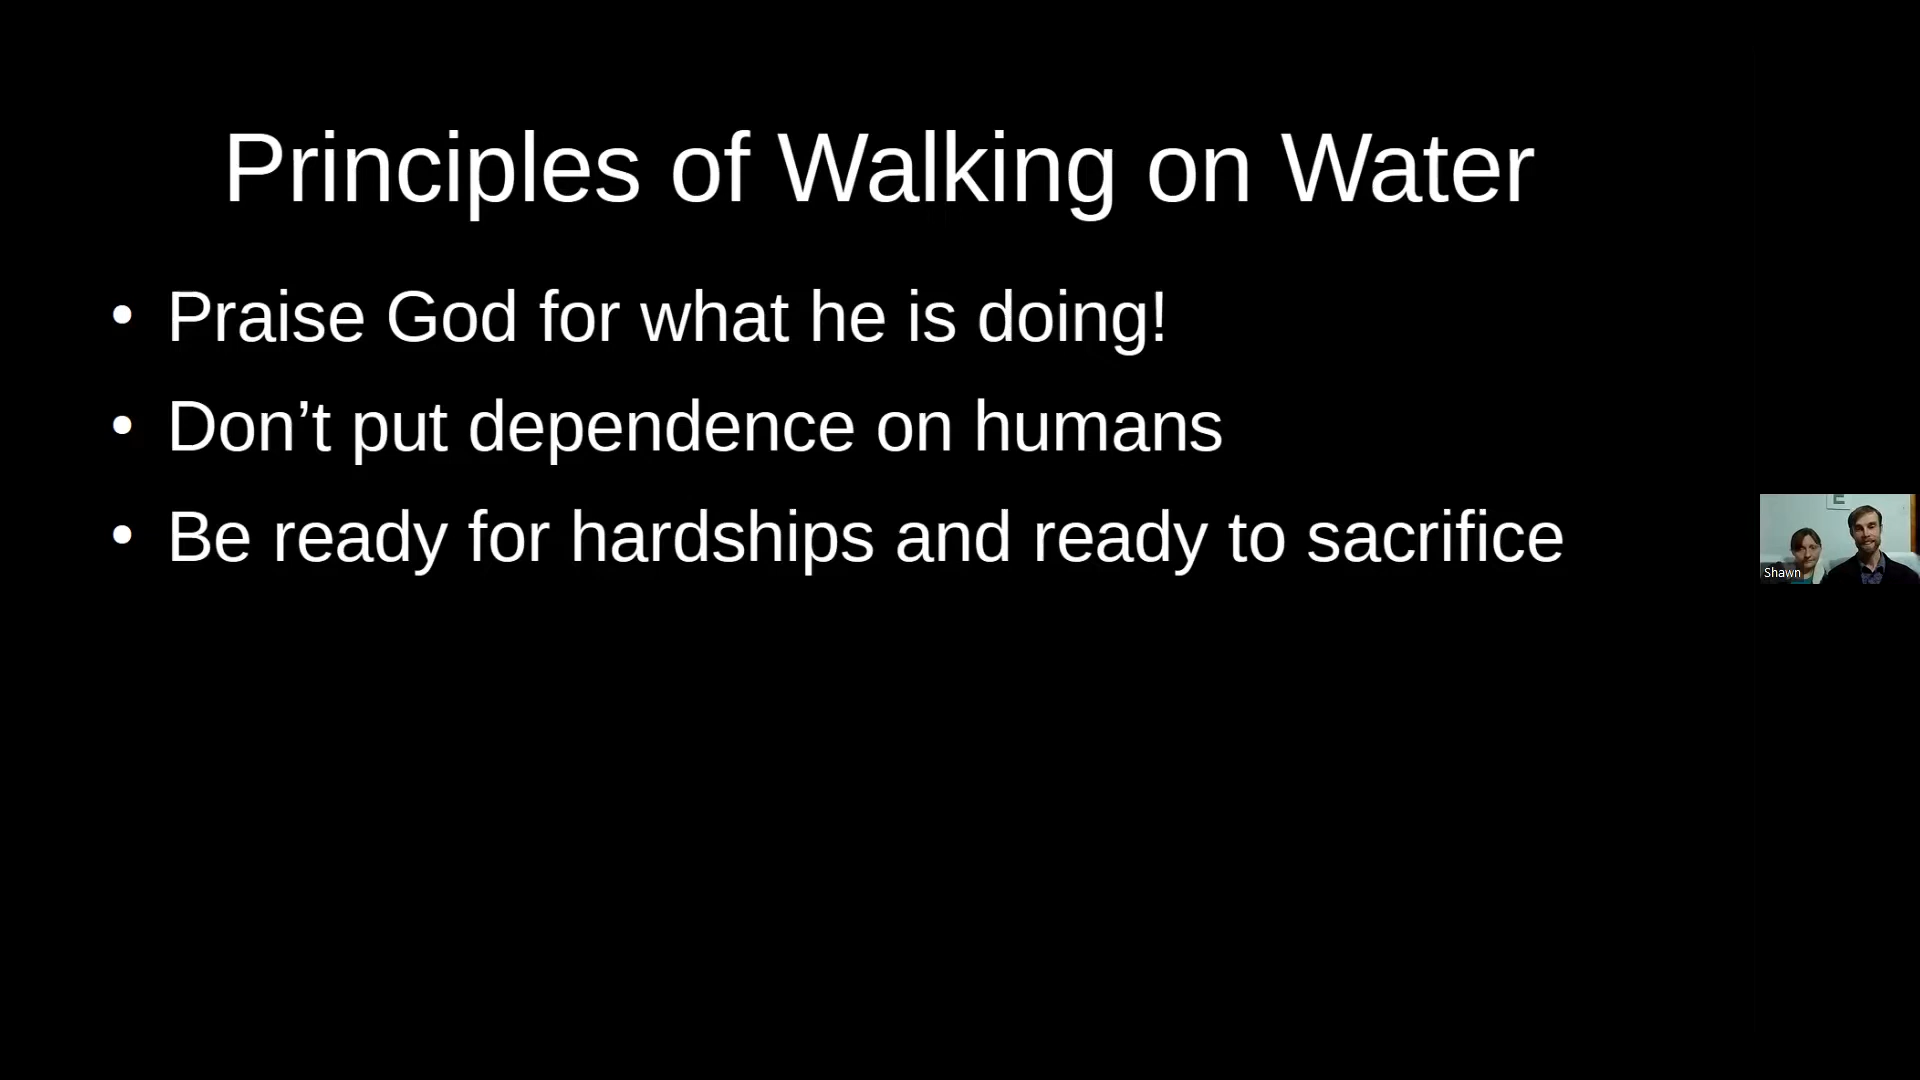 Principles of Walking on Water
• Praise God for what he is doing!
• Don’t put dependence on humans
• Be ready for hardships and ready to sacrifice
E
Shawn